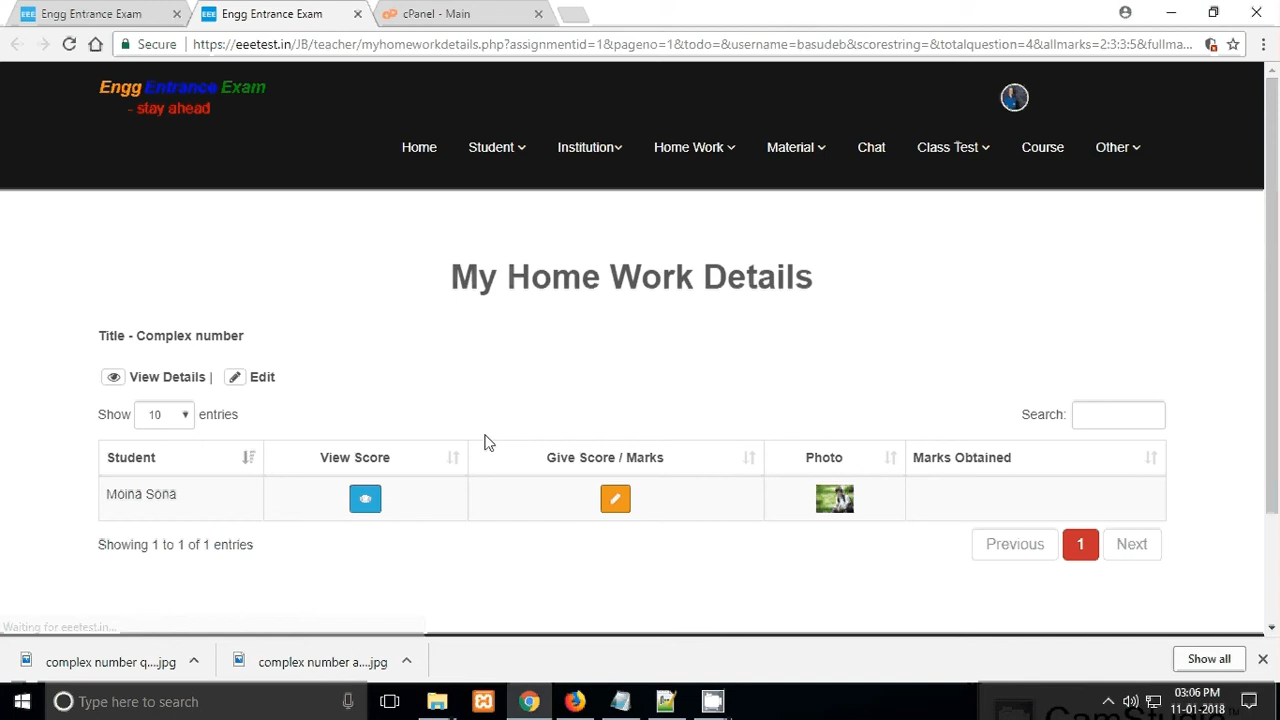 Engg Entrance Exam
Engg Entrance Exam
cPanel - Main
Secure
https://eeetest.in/JB/teacher/myhomeworkdetails.php?assignmentid=1&pageno=1&todo=&username=basudeb&scorestring=&totalquestion=4&allmarks=2:3:3:5&fullma...
Engg Entrance Exam
- stay ahead
Home Student Institution Home Work Material Chat Class Test Course Other
My Home Work Details
Title - Complex number
View Details | Edit
Show 10 entries Search:
Student View Score Give Score / Marks Photo Marks Obtained
Moina Sona
Showing 1 to 1 of 1 entries Previous 1 Next
Waiting for eeetest.in...
complex number q....jpg complex number a....jpg Show all
Type here to search
03:06 PM
11-01-2018